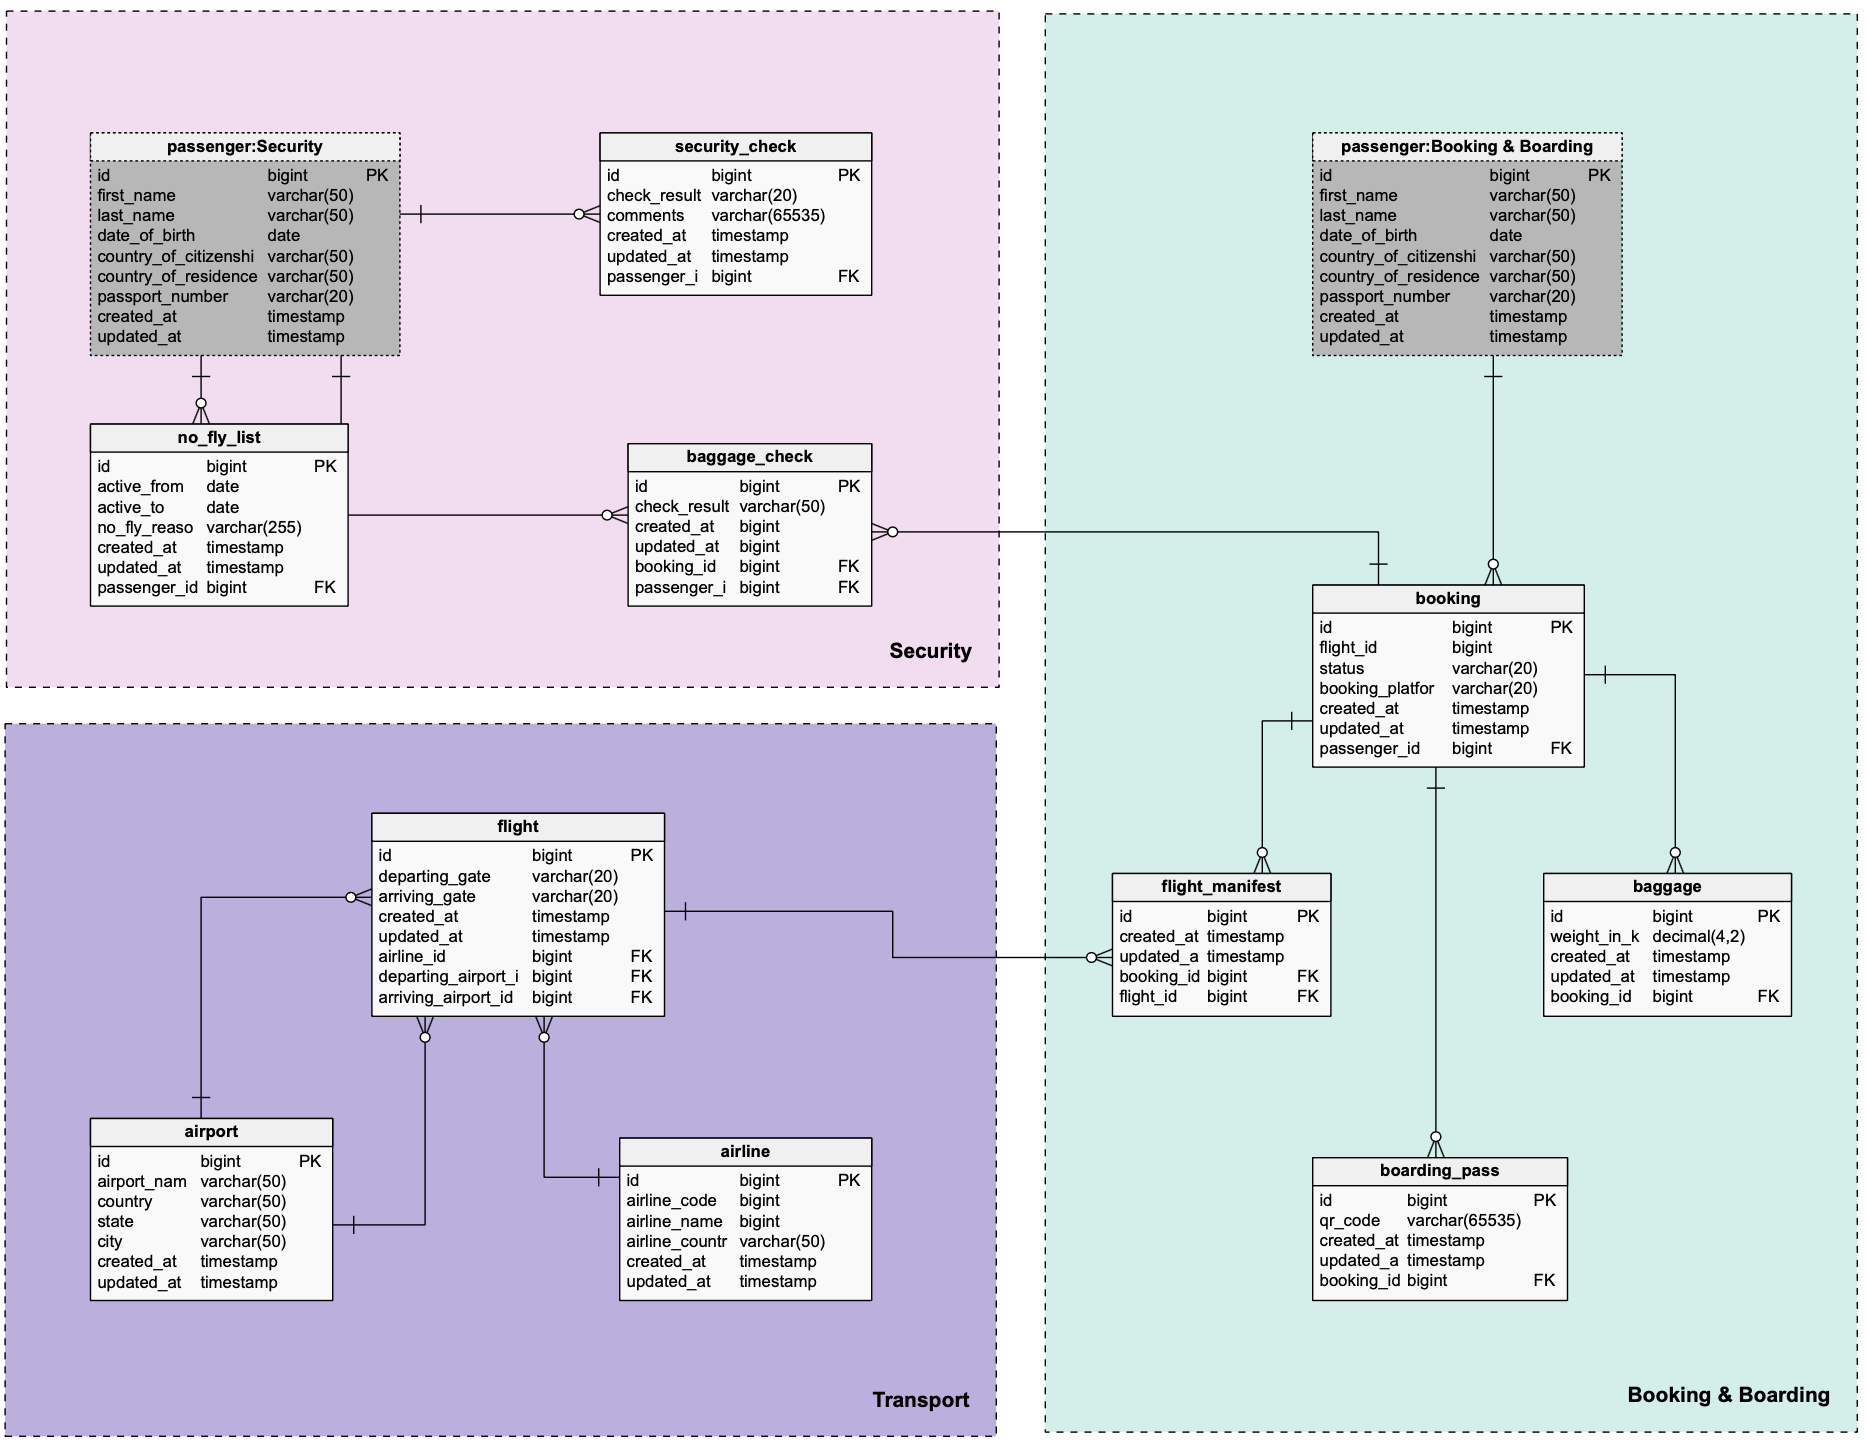 passenger:Security
id bigint PK
first_name varchar(50)
last_name varchar(50)
date_of_birth date
country_of_citizenshi varchar(50)
country_of_residence varchar(50)
passport_number varchar(20)
created_at timestamp
updated_at timestamp
security_check
id bigint PK
check_result varchar(20)
comments varchar(65535)
created_at timestamp
updated_at timestamp
passenger_i bigint FK
no_fly_list
id bigint PK
active_from date
active_to date
no_fly_reaso varchar(255)
created_at timestamp
updated_at timestamp
passenger_id bigint FK
baggage_check
id bigint PK
check_result varchar(50)
created_at bigint
updated_at bigint
booking_id bigint FK
passenger_i bigint FK
Security
passenger:Booking & Boarding
id bigint PK
first_name varchar(50)
last_name varchar(50)
date_of_birth date
country_of_citizenshi varchar(50)
country_of_residence varchar(50)
passport_number varchar(20)
created_at timestamp
updated_at timestamp
booking
id bigint PK
flight_id bigint
status varchar(20)
booking_platfor varchar(20)
created_at timestamp
updated_at timestamp
passenger_id bigint FK
flight_manifest
id bigint PK
created_at timestamp
updated_a timestamp
booking_id bigint FK
flight_id bigint FK
baggage
id bigint PK
weight_in_k decimal(4,2)
created_at timestamp
updated_at timestamp
booking_id bigint FK
boarding_pass
id bigint PK
qr_code varchar(65535)
created_at timestamp
updated_a timestamp
booking_id bigint FK
Booking & Boarding
flight
id bigint PK
departing_gate varchar(20)
arriving_gate varchar(20)
created_at timestamp
updated_at timestamp
airline_id bigint FK
departing_airport_i bigint FK
arriving_airport_id bigint FK
airport
id bigint PK
airport_nam varchar(50)
country varchar(50)
state varchar(50)
city varchar(50)
created_at timestamp
updated_at timestamp
airline
id bigint PK
airline_code bigint
airline_name bigint
airline_countr varchar(50)
created_at timestamp
updated_at timestamp
Transport